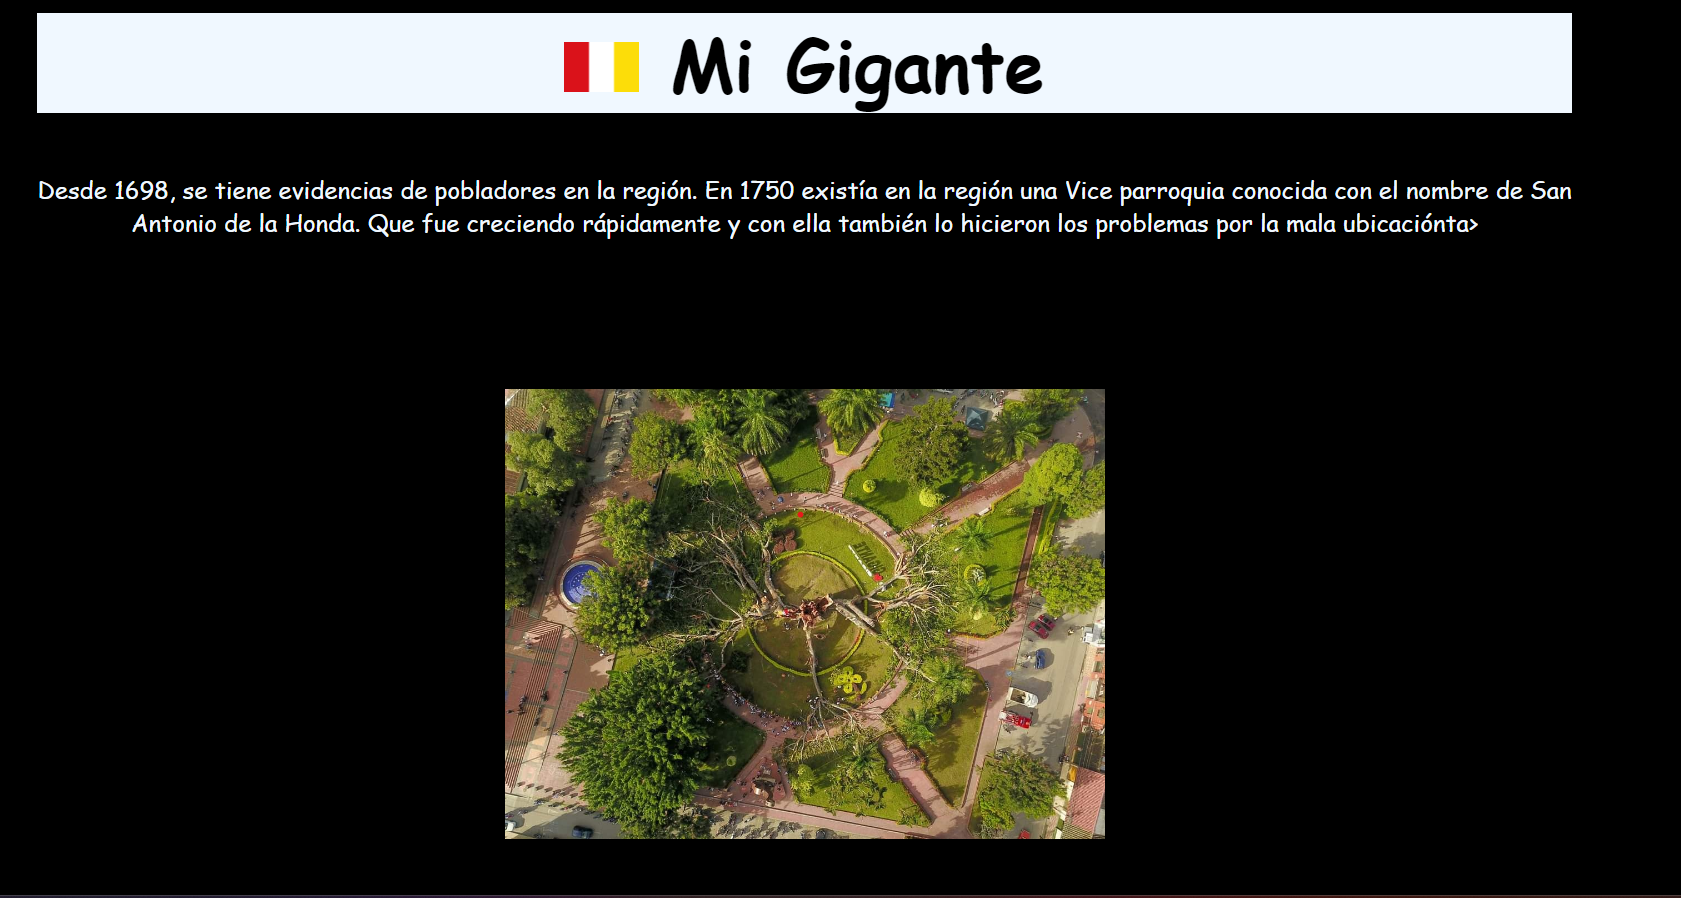 Mi Gigante
Desde 1698, se tiene evidencias de pobladores en la región. En 1750 existía en la región una Vice parroquia conocida con el nombre de San
Antonio de la Honda. Que fue creciendo rápidamente y con ella también lo hicieron los problemas por la mala ubicaciónta>